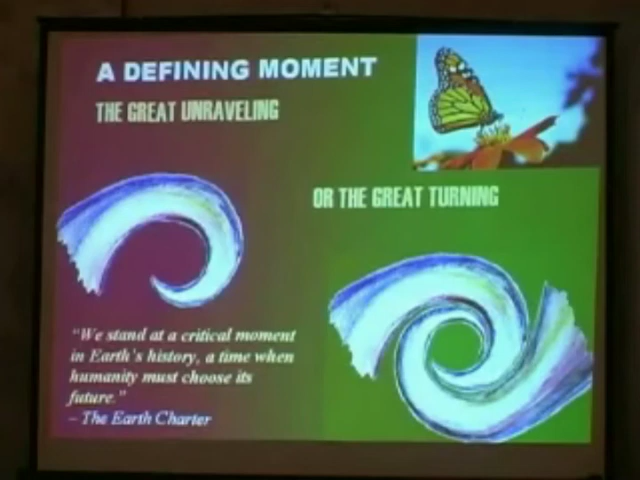 A DEFINING MOMENT
THE GREAT UNRAVELING
OR THE GREAT TURNING
"We stand at a critical moment
in Earth's history, a time when
humanity must choose its
future."
– The Earth Charter